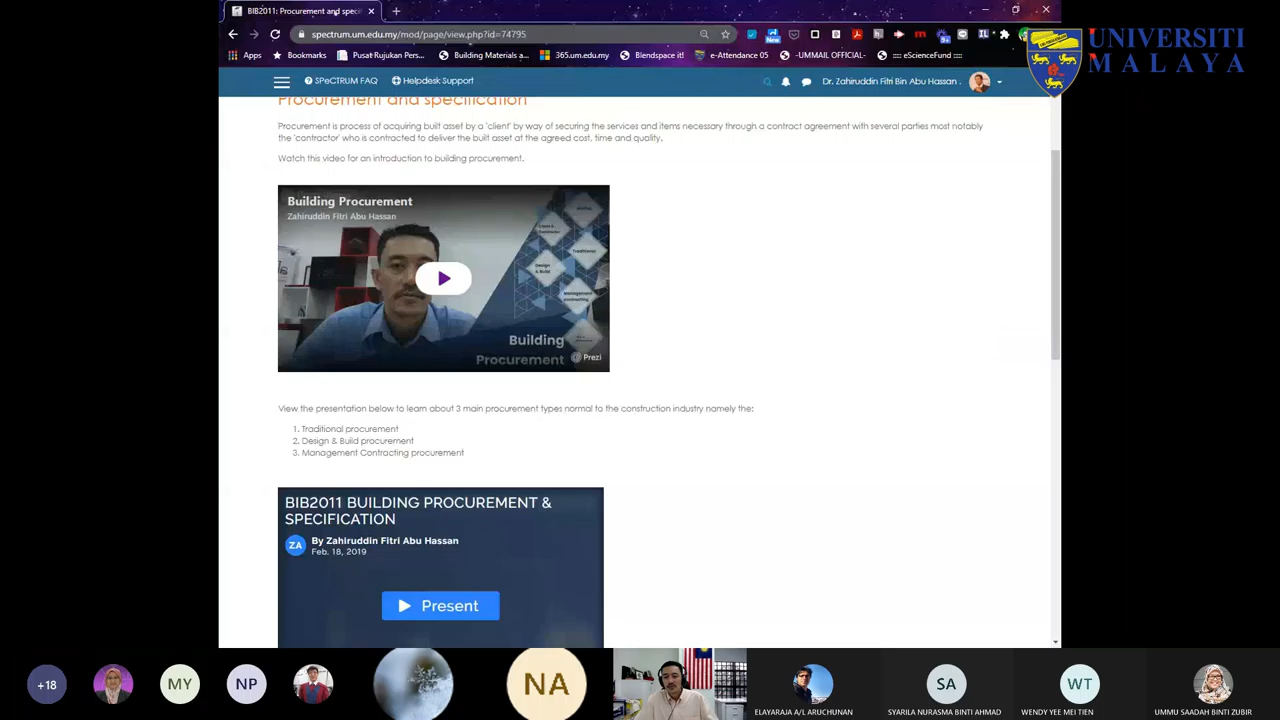 BIB2011: Procurement and speci
spectrum.um.edu.my/mod/page/view.php?id=74795
New
Apps
Bookmarks
Pusat Rujukan Pers...
Building Materials a...
365.um.edu.my
Blendspace it!
e-Attendance 05
-UMMAIL OFFICIAL-
:::: eScienceFund ::::
UNIVERSITI
MALAYA
SPeCTRUM FAQ
Helpdesk Support
Dr. Zahiruddin Fitri Bin Abu Hassan .
Procurement and specification
Procurement is process of acquiring built asset by a 'client' by way of securing the services and items necessary through a contract agreement with several parties most notably
the 'contractor' who is contracted to deliver the built asset at the agreed cost, time and quality.
Watch this video for an introduction to building procurement.
Building Procurement
Zahiruddin Fitri Abu Hassan
Traditional
Design
& Build
Management
contracting
Building
Procurement
Prezi
View the presentation below to learn about 3 main procurement types normal to the construction industry namely the:
1. Traditional procurement
2. Design & Build procurement
3. Management Contracting procurement
BIB2011 BUILDING PROCUREMENT &
SPECIFICATION
ZA
By Zahiruddin Fitri Abu Hassan
Feb. 18, 2019
Present
+18
MY
NP
NA
SA
WT
ELAYARAJA A/L ARUCHUNAN
SYARILA NURASMA BINTI AHMAD
WENDY YEE MEI TIEN
UMMU SAADAH BINTI ZUBIR